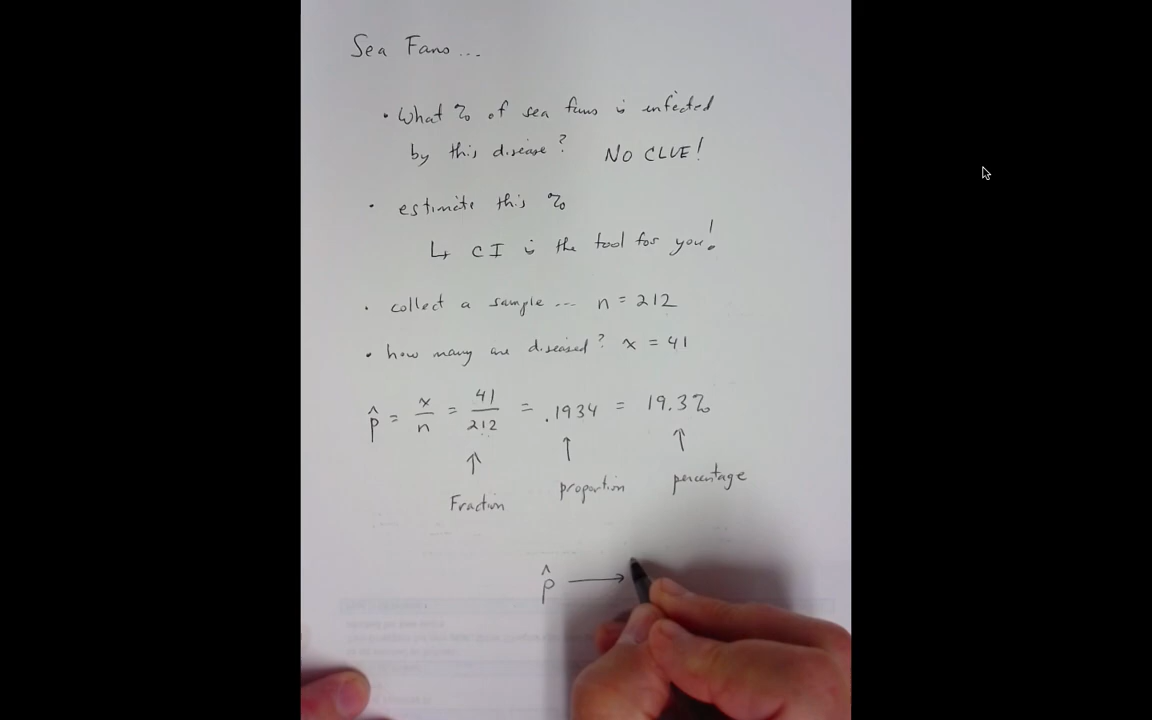 Sea Fans...
• What % of sea fans is infected
by this disease? NO CLUE!
• estimate this %
↳ CI is the tool for you!
• collect a sample --- n = 212
• how many are diseased? x = 41
p̂ = x/n = 41/212 = .1934 = 19.3%
↑ ↑ ↑
Fraction proportion percentage
p̂ →